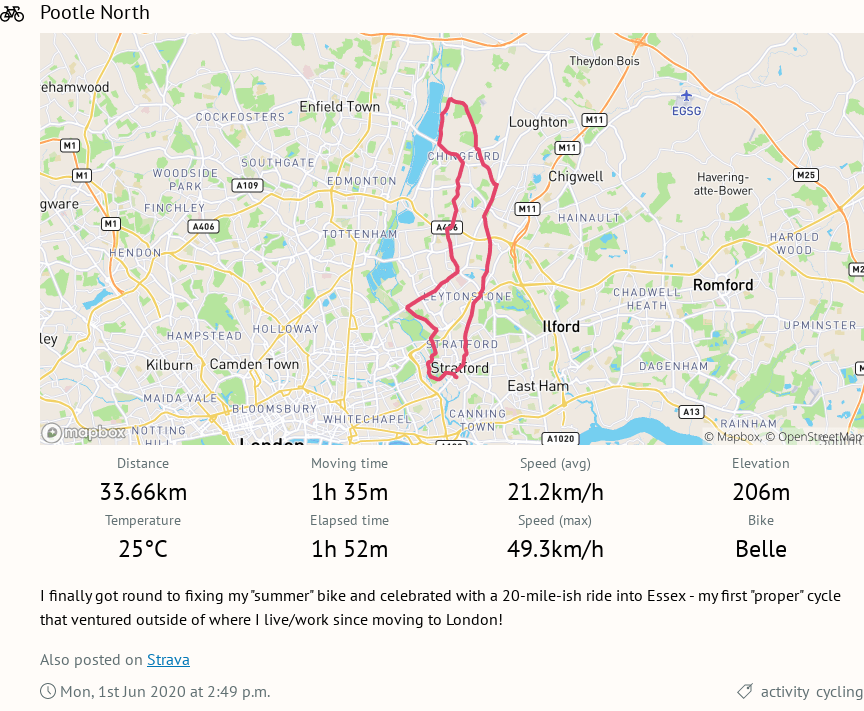 Pootle North
Theydon Bois
ehamwood
Enfield Town
EGSG
COCKFOSTERS
Loughton
M11
M1
M11
CHINGFORD
SOUTHGATE
M1
WOODSIDE
PARK
A109
EDMONTON
Chigwell
Havering-
atte-Bower
M25
gware
FINCHLEY
M11
M1
A406
A406
HAINAULT
TOTTENHAM
HAROLD
WOOD
HENDON
M2
Romford
LEYTONSTONE
CHADWELL
HEATH
HOLLOWAY
Ilford
UPMINSTER
ley
HAMPSTEAD
STRATFORD
Kilburn
Camden Town
Stratford
DAGENHAM
East Ham
MAIDA VALE
BLOOMSBURY
WHITECHAPEL
CANNING
TOWN
A13
RAINHAM
mapbox
NOTTING
HILL
London
A1020
© Mapbox, © OpenStreetMap
Distance
Moving time
Speed (avg)
Elevation
33.66km
1h 35m
21.2km/h
206m
Temperature
Elapsed time
Speed (max)
Bike
25°C
1h 52m
49.3km/h
Belle
I finally got round to fixing my "summer" bike and celebrated with a 20-mile-ish ride into Essex - my first "proper" cycle
that ventured outside of where I live/work since moving to London!
Also posted on Strava
Mon, 1st Jun 2020 at 2:49 p.m.
activity cycling